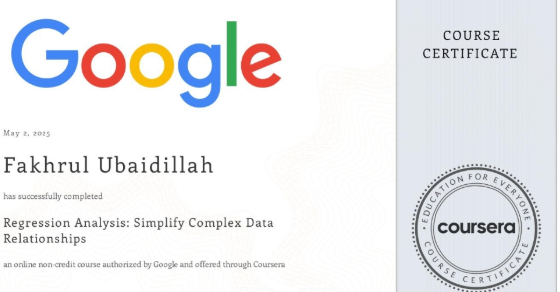 Google
COURSE
CERTIFICATE
May 2, 2025
Fakhrul Ubaidillah
has successfully completed
Regression Analysis: Simplify Complex Data
Relationships
an online non-credit course authorized by Google and offered through Coursera
EDUCATION FOR EVERYONE
coursera
COURSE CERTIFICATE